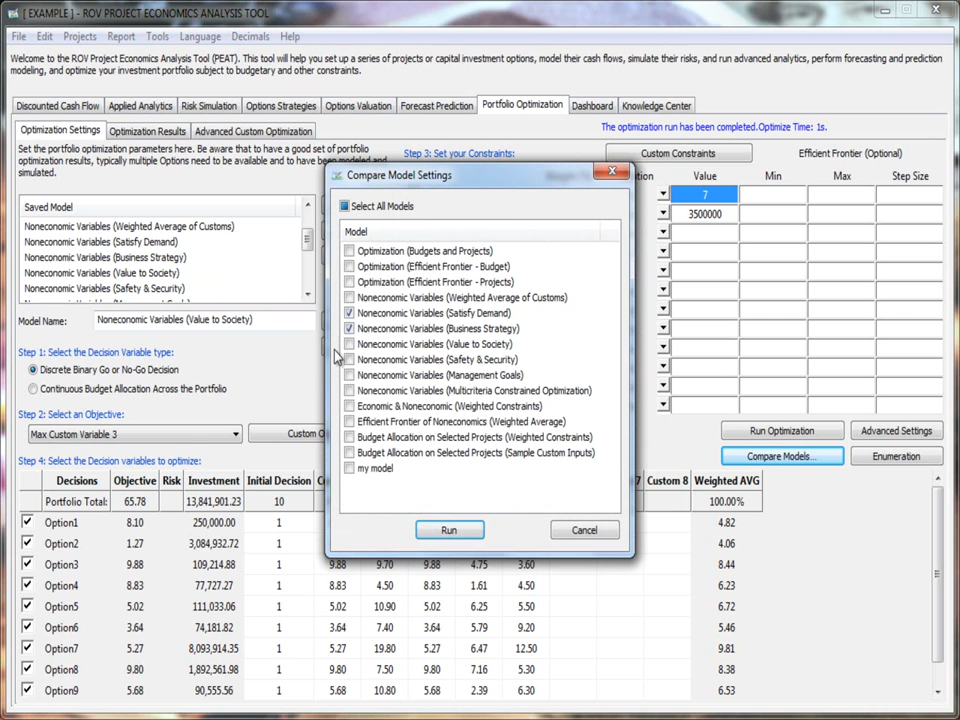 [ EXAMPLE ] - ROV PROJECT ECONOMICS ANALYSIS TOOL
File Edit Projects Report Tools Language Decimals Help
Welcome to the ROV Project Economics Analysis Tool (PEAT). This tool will help you set up a series of projects or capital investment options, model their cash flows, simulate their risks, and run advanced analytics, perform forecasting and prediction
modeling, and optimize your investment portfolio subject to budgetary and other constraints.
Discounted Cash Flow Applied Analytics Risk Simulation Options Strategies Options Valuation Forecast Prediction Portfolio Optimization Dashboard Knowledge Center
Optimization Settings Optimization Results Advanced Custom Optimization
The optimization run has been completed.Optimize Time: 1s.
Set the portfolio optimization parameters here. Be aware that to have a good set of portfolio
optimization results, typically multiple Options need to be available and to have been modeled and
simulated.
Step 3: Set your Constraints:
Custom Constraints
Efficient Frontier (Optional)
Value Min Max Step Size
7
3500000
Saved Model
Noneconomic Variables (Weighted Average of Customs)
Noneconomic Variables (Satisfy Demand)
Noneconomic Variables (Business Strategy)
Noneconomic Variables (Value to Society)
Noneconomic Variables (Safety & Security)
Model Name: Noneconomic Variables (Value to Society)
Step 1: Select the Decision Variable type:
Discrete Binary Go or No-Go Decision
Continuous Budget Allocation Across the Portfolio
Step 2: Select an Objective:
Max Custom Variable 3
Compare Model Settings
Select All Models
Model
Optimization (Budgets and Projects)
Optimization (Efficient Frontier - Budget)
Optimization (Efficient Frontier - Projects)
Noneconomic Variables (Weighted Average of Customs)
Noneconomic Variables (Satisfy Demand)
Noneconomic Variables (Business Strategy)
Noneconomic Variables (Value to Society)
Noneconomic Variables (Safety & Security)
Noneconomic Variables (Management Goals)
Noneconomic Variables (Multicriteria Constrained Optimization)
Economic & Noneconomic (Weighted Constraints)
Efficient Frontier of Noneconomics (Weighted Average)
Budget Allocation on Selected Projects (Weighted Constraints)
Budget Allocation on Selected Projects (Sample Custom Inputs)
my model
Run Cancel
Run Optimization Advanced Settings
Compare Models... Enumeration
Step 4: Select the Decision variables to optimize:
Decisions Objective Risk Investment Initial Decision Custom 8 Weighted AVG
Portfolio Total: 65.78 13,841,901.23 10 100.00%
Option1 8.10 250,000.00 1 4.82
Option2 1.27 3,084,932.72 1 4.06
Option3 9.88 109,214.88 1 9.88 9.70 9.88 4.75 3.60 8.44
Option4 8.83 77,727.27 1 8.83 4.50 8.83 1.61 4.50 6.23
Option5 5.02 111,033.06 1 5.02 10.90 6.25 5.50 6.72
Option6 3.64 74,181.82 1 3.64 7.40 3.64 5.79 9.20 5.46
Option7 5.27 8,093,914.35 1 5.27 19.80 5.27 6.47 12.50 9.81
Option8 9.80 1,892,561.98 1 9.80 7.50 9.80 7.16 5.30 8.38
Option9 5.68 90,555.56 1 5.68 10.80 5.68 2.39 6.30 6.53